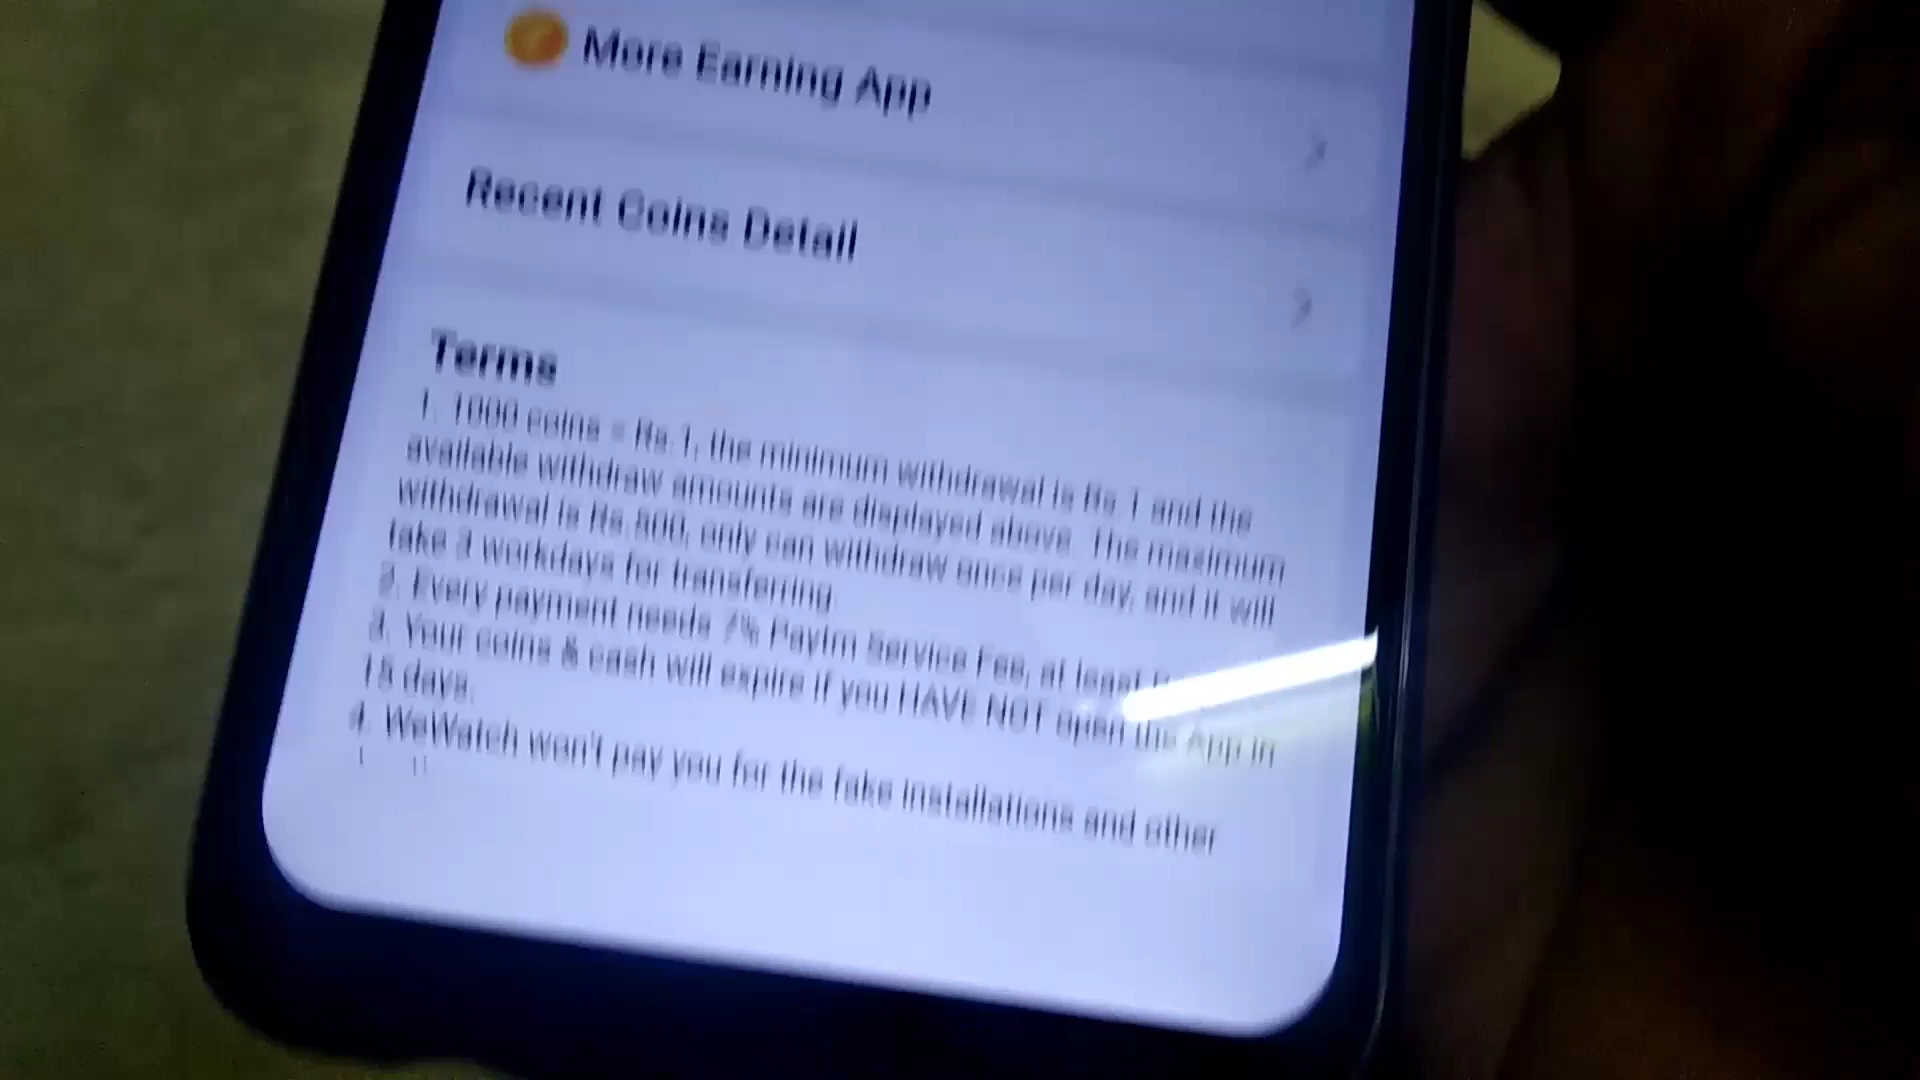 More Earning App
Recent Coins Detail
Terms
1. 1000 coins = Rs.1, the minimum withdrawal is Rs.1 and the
available withdraw amounts are displayed above. The maximum
withdrawal is Rs.500, only can withdraw once per day, and it will
take 3 workdays for transferring.
2. Every payment needs 7% Paytm Service Fee, at least
3. Your coins & cash will expire if you HAVE NOT open the App in
15 days.
4. WeWatch won't pay you for the fake installations and other